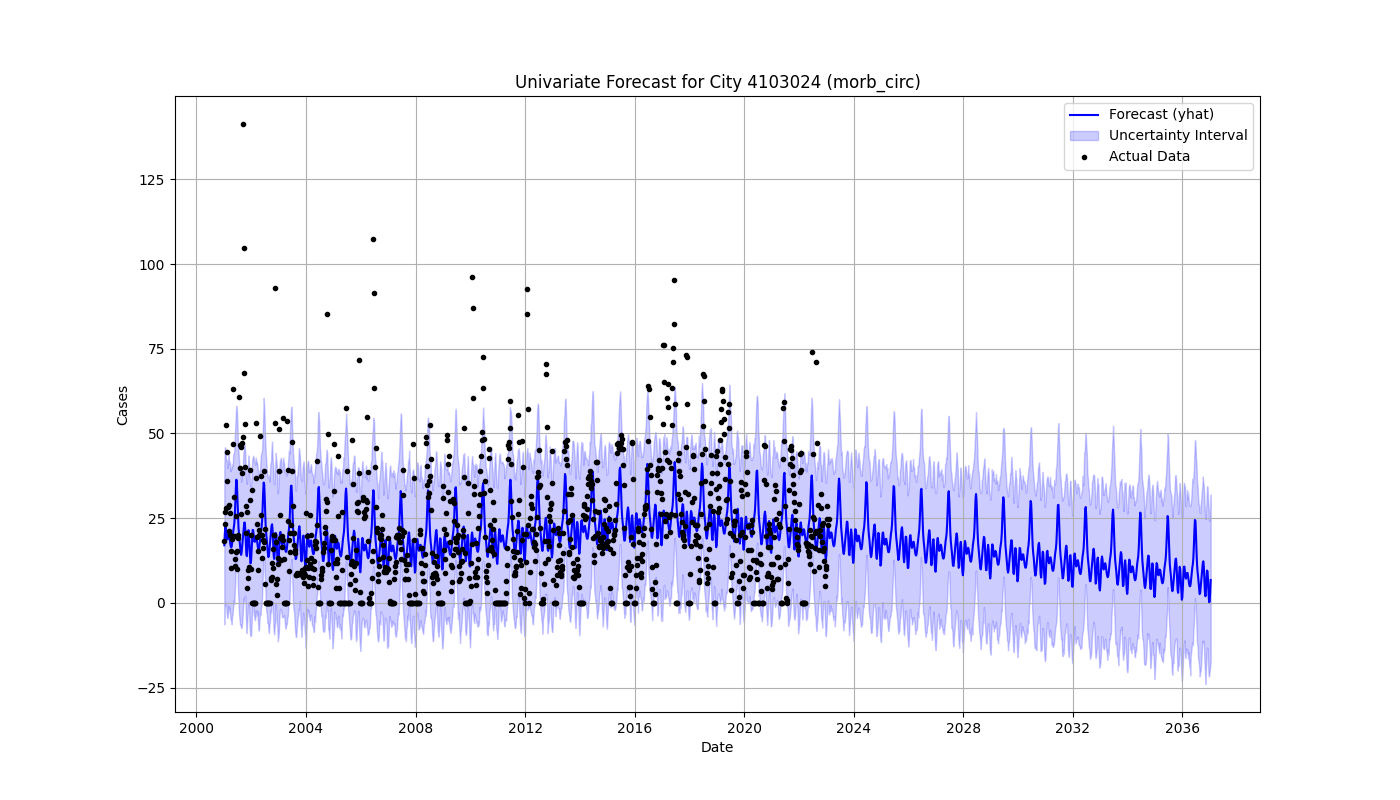 Univariate Forecast for City 4103024 (morb_circ)
Forecast (yhat)
Uncertainty Interval
Actual Data
Cases
125
100
75
50
25
0
−25
2000 2004 2008 2012 2016 2020 2024 2028 2032 2036
Date